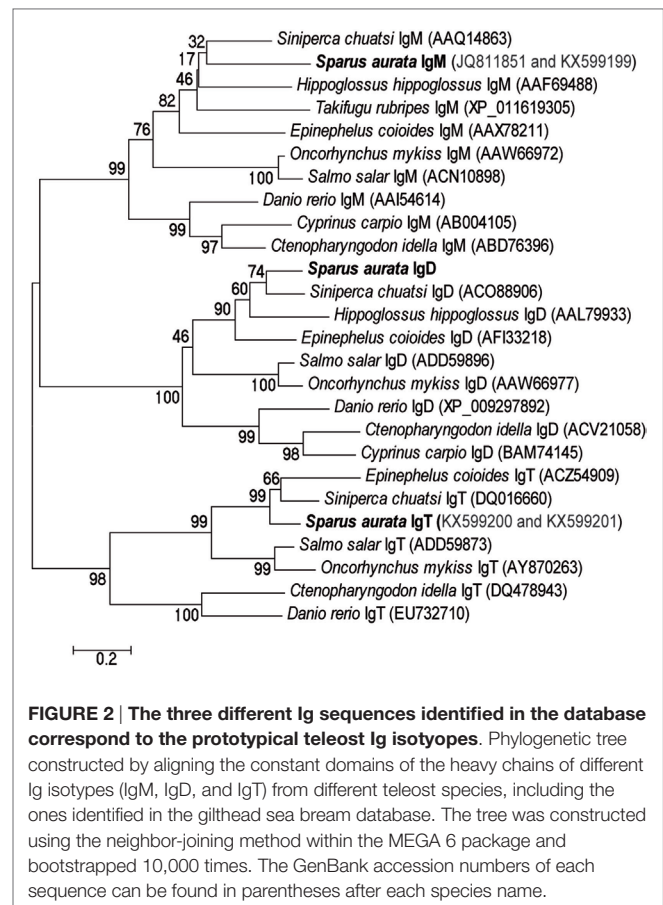 32
Siniperca chuatsi IgM (AAQ14863)
17
Sparus aurata IgM (JQ811851 and KX599199)
46
Hippoglossus hippoglossus IgM (AAF69488)
82
Takifugu rubripes IgM (XP_011619305)
76
Epinephelus coioides IgM (AAX78211)
99
Oncorhynchus mykiss IgM (AAW66972)
100
Salmo salar IgM (ACN10898)
Danio rerio IgM (AAI54614)
99
Cyprinus carpio IgM (AB004105)
97
Ctenopharyngodon idella IgM (ABD76396)
74
Sparus aurata IgD
60
Siniperca chuatsi IgD (ACO88906)
90
Hippoglossus hippoglossus IgD (AAL79933)
46
Epinephelus coioides IgD (AFI33218)
Salmo salar IgD (ADD59896)
100
Oncorhynchus mykiss IgD (AAW66977)
100
Danio rerio IgD (XP_009297892)
99
Ctenopharyngodon idella IgD (ACV21058)
98
Cyprinus carpio IgD (BAM74145)
66
Epinephelus coioides IgT (ACZ54909)
99
Siniperca chuatsi IgT (DQ016660)
99
Sparus aurata IgT (KX599200 and KX599201)
Salmo salar IgT (ADD59873)
99
Oncorhynchus mykiss IgT (AY870263)
98
Ctenopharyngodon idella IgT (DQ478943)
100
Danio rerio IgT (EU732710)
0.2
FIGURE 2 | The three different Ig sequences identified in the database
correspond to the prototypical teleost Ig isotyopes. Phylogenetic tree
constructed by aligning the constant domains of the heavy chains of different
Ig isotypes (IgM, IgD, and IgT) from different teleost species, including the
ones identified in the gilthead sea bream database. The tree was constructed
using the neighbor-joining method within the MEGA 6 package and
bootstrapped 10,000 times. The GenBank accession numbers of each
sequence can be found in parentheses after each species name.